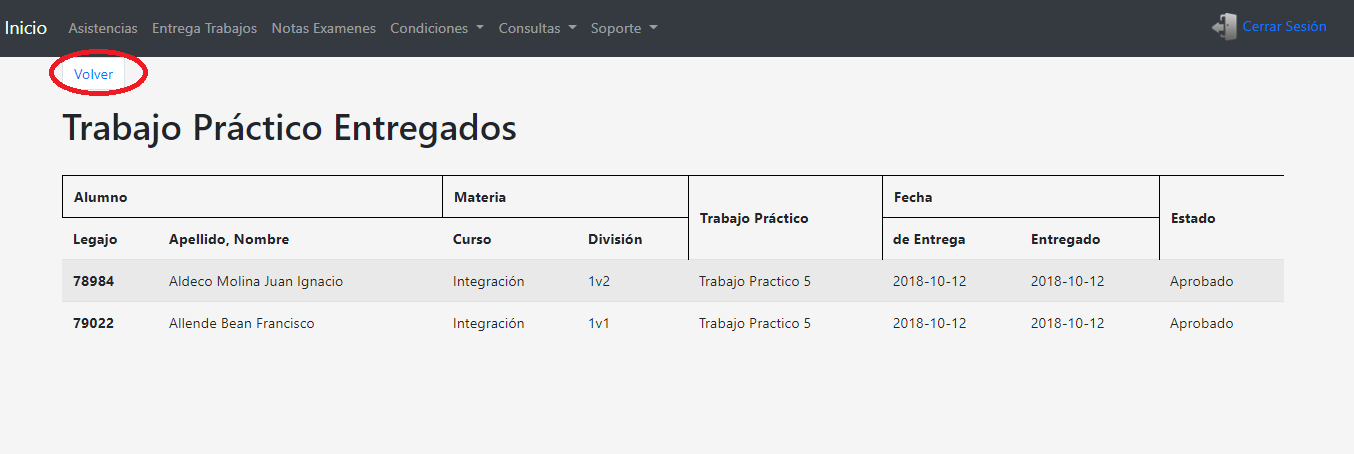 Inicio Asistencias Entrega Trabajos Notas Examenes Condiciones Consultas Soporte Cerrar Sesión
Volver
Trabajo Práctico Entregados
Alumno Materia Trabajo Práctico Fecha Estado
Legajo Apellido, Nombre Curso División de Entrega Entregado
78984 Aldeco Molina Juan Ignacio Integración 1v2 Trabajo Practico 5 2018-10-12 2018-10-12 Aprobado
79022 Allende Bean Francisco Integración 1v1 Trabajo Practico 5 2018-10-12 2018-10-12 Aprobado